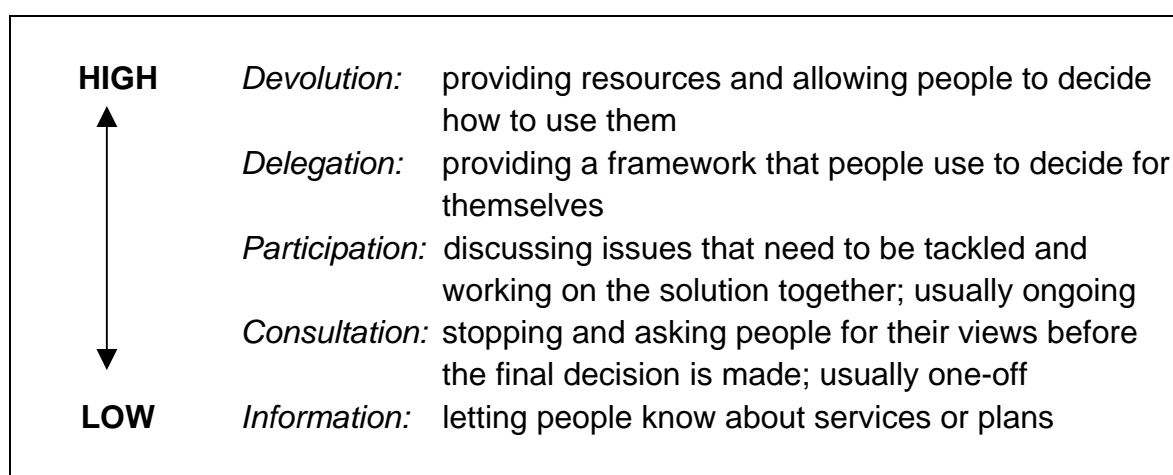 HIGH Devolution: providing resources and allowing people to decide
how to use them
Delegation: providing a framework that people use to decide for
themselves
Participation: discussing issues that need to be tackled and
working on the solution together; usually ongoing
Consultation: stopping and asking people for their views before
the final decision is made; usually one-off
LOW Information: letting people know about services or plans